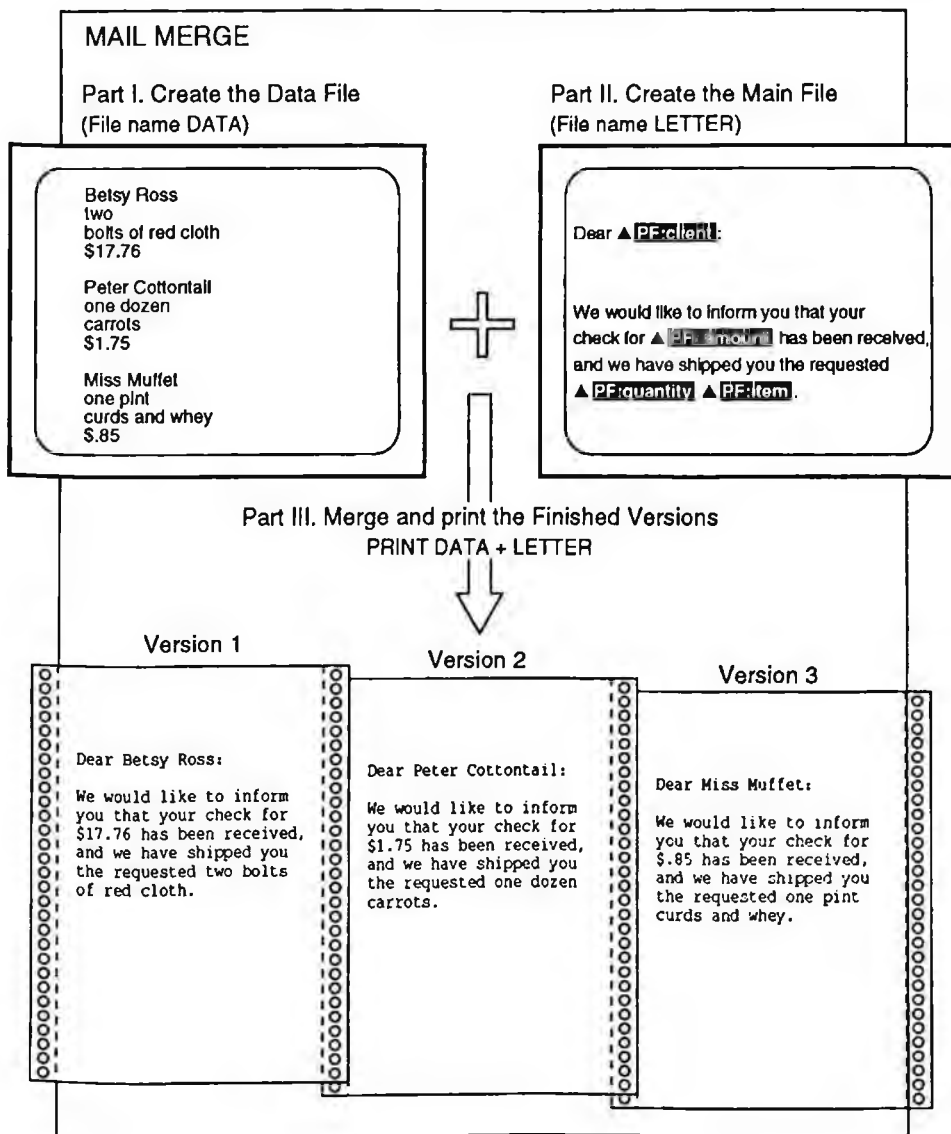 MAIL MERGE
Part I. Create the Data File
(File name DATA)
Betsy Ross
two
bolts of red cloth
$17.76
Peter Cottontail
one dozen
carrots
$1.75
Miss Muffet
one pint
curds and whey
$.85
Part II. Create the Main File
(File name LETTER)
Dear ▲ PF:client:
We would like to inform you that your
check for ▲ PF: amount has been received,
and we have shipped you the requested
▲ PF:quantity ▲ PF:item.
Part III. Merge and print the Finished Versions
PRINT DATA + LETTER
Version 1
Dear Betsy Ross:
We would like to inform
you that your check for
$17.76 has been received,
and we have shipped you
the requested two bolts
of red cloth.
Version 2
Dear Peter Cottontail:
We would like to inform
you that your check for
$1.75 has been received,
and we have shipped you
the requested one dozen
carrots.
Version 3
Dear Miss Muffet:
We would like to inform
you that your check for
$.85 has been received,
and we have shipped you
the requested one pint
curds and whey.